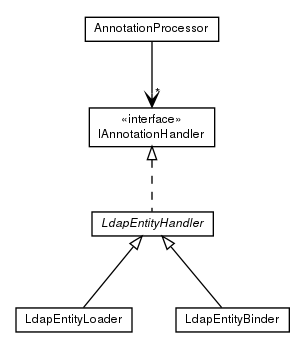 AnnotationProcessor
*
«interface»
IAnnotationHandler
LdapEntityHandler
LdapEntityLoader
LdapEntityBinder